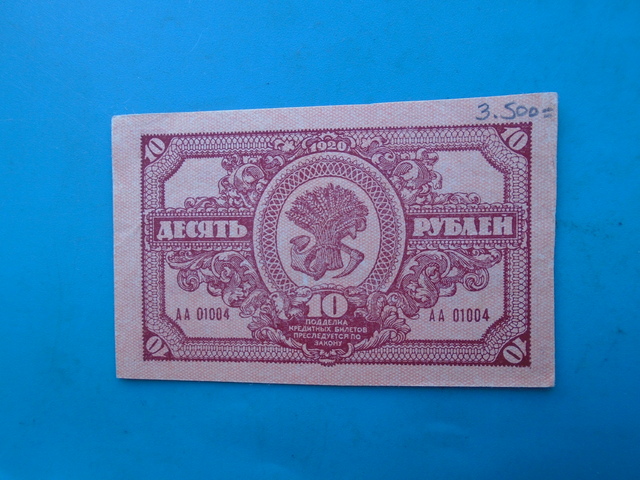 3.500=
10 10
1920
ДЕСЯТЬ РУБЛЕЙ
АА 01004 АА 01004
10
ПОДДЕЛКА
КРЕДИТНЫХ БИЛЕТОВ
ПРЕСЛЕДУЕТСЯ ПО
ЗАКОНУ
10 10